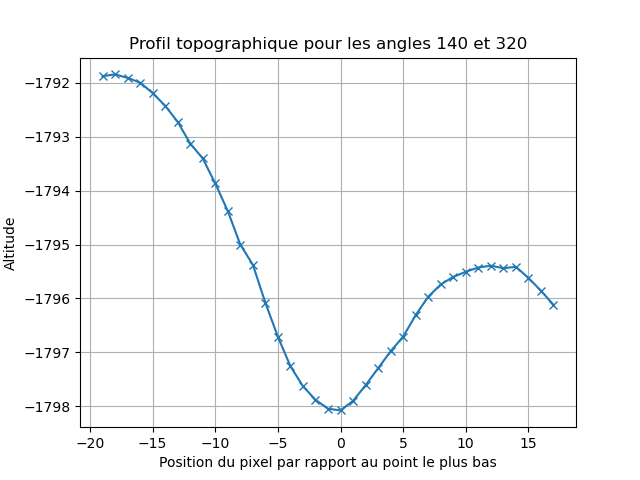 Profil topographique pour les angles 140 et 320
−1792
−1793
−1794
−1795
−1796
−1797
−1798
Altitude
−20 −15 −10 −5 0 5 10 15
Position du pixel par rapport au point le plus bas